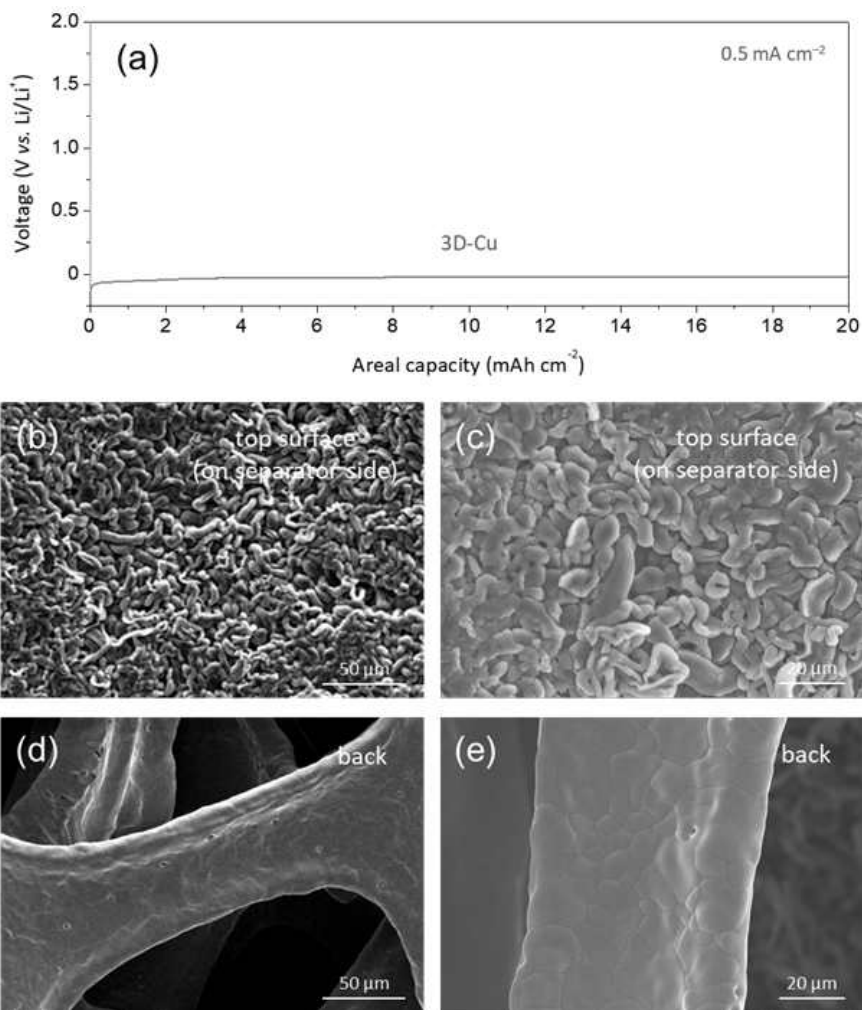 (a)
0.5 mA cm⁻²
2.0
1.5
1.0
0.5
0
Voltage (V vs. Li/Li⁺)
3D-Cu
0 2 4 6 8 10 12 14 16 18 20
Areal capacity (mAh cm⁻²)
(b)
top surface
(on separator side)
50 µm
(c)
top surface
(on separator side)
20 µm
(d)
back
50 µm
(e)
back
20 µm